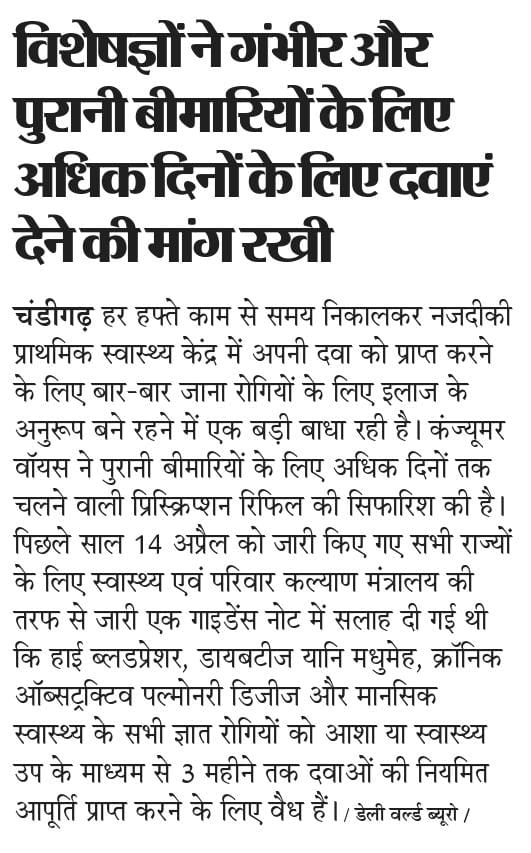 विशेषज्ञों ने गंभीर और
पुरानी बीमारियों के लिए
अधिक दिनों के लिए दवाएं
देने की मांग रखी
चंडीगढ़ हर हफ्ते काम से समय निकालकर नजदीकी
प्राथमिक स्वास्थ्य केंद्र में अपनी दवा को प्राप्त करने
के लिए बार-बार जाना रोगियों के लिए इलाज के
अनुरूप बने रहने में एक बड़ी बाधा रही है। कंज्यूमर
वॉयस ने पुरानी बीमारियों के लिए अधिक दिनों तक
चलने वाली प्रिस्क्रिप्शन रिफिल की सिफारिश की है।
पिछले साल 14 अप्रैल को जारी किए गए सभी राज्यों
के लिए स्वास्थ्य एवं परिवार कल्याण मंत्रालय की
तरफ से जारी एक गाइडेंस नोट में सलाह दी गई थी
कि हाई ब्लडप्रेशर, डायबटीज यानि मधुमेह, क्रॉनिक
ऑब्सट्रक्टिव पल्मोनरी डिजीज और मानसिक
स्वास्थ्य के सभी ज्ञात रोगियों को आशा या स्वास्थ्य
उप के माध्यम से 3 महीने तक दवाओं की नियमित
आपूर्ति प्राप्त करने के लिए वैध हैं। / डेली वर्ल्ड ब्यूरो /